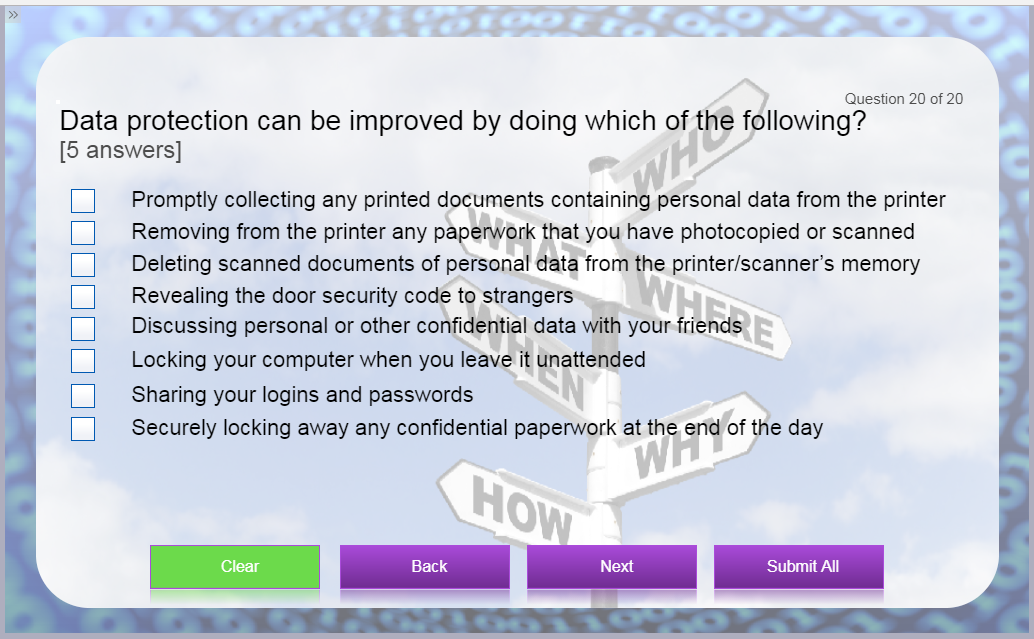 »
Question 20 of 20
Data protection can be improved by doing which of the following?
[5 answers]
Promptly collecting any printed documents containing personal data from the printer
Removing from the printer any paperwork that you have photocopied or scanned
Deleting scanned documents of personal data from the printer/scanner’s memory
Revealing the door security code to strangers
Discussing personal or other confidential data with your friends
Locking your computer when you leave it unattended
Sharing your logins and passwords
Securely locking away any confidential paperwork at the end of the day
WHO
WHAT
WHERE
WHEN
WHY
HOW
Clear
Back
Next
Submit All